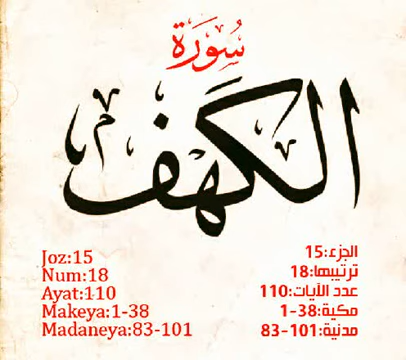 سُورَة
الكهف
الجزء:15
ترتيبها:18
عدد الآيات:110
مكية:38-1
مدنية:101-83
Joz:15
Num:18
Ayat:110
Makeya:1-38
Madaneya:83-101